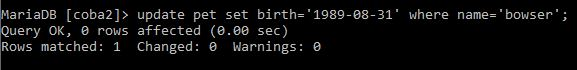 MariaDB [coba2]> update pet set birth='1989-08-31' where name='bowser';
Query OK, 0 rows affected (0.00 sec)
Rows matched: 1  Changed: 0  Warnings: 0